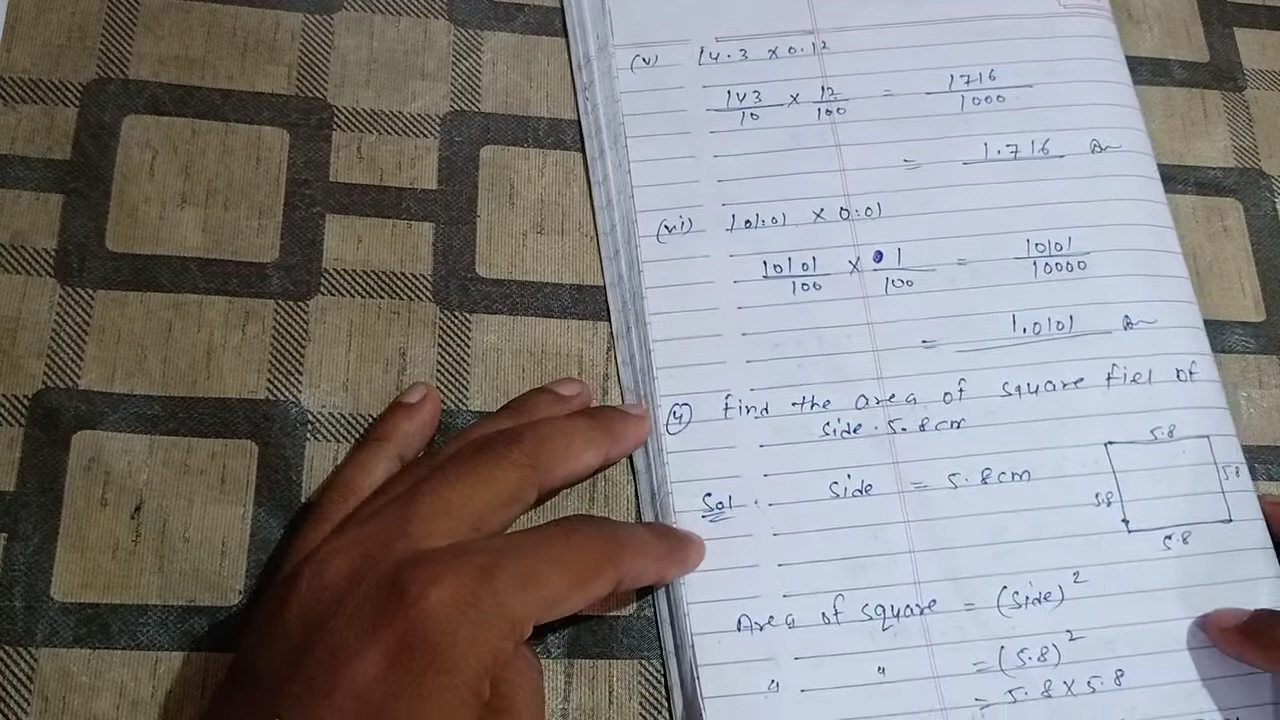 (v) 14.3 × 0.12
143/10 × 12/100 = 1716/1000
= 1.716 An
(vi) 101.01 × 0.01
10101/100 × 01/100 = 10101/10000
= 1.0101 An
(4) Find the area of square fiel of
side. 5.8cm
Sol. side = 5.8cm
5.8
5.8
5.8
5.8
Area of square = (side)²
" " = (5.8)²
= 5.8 × 5.8